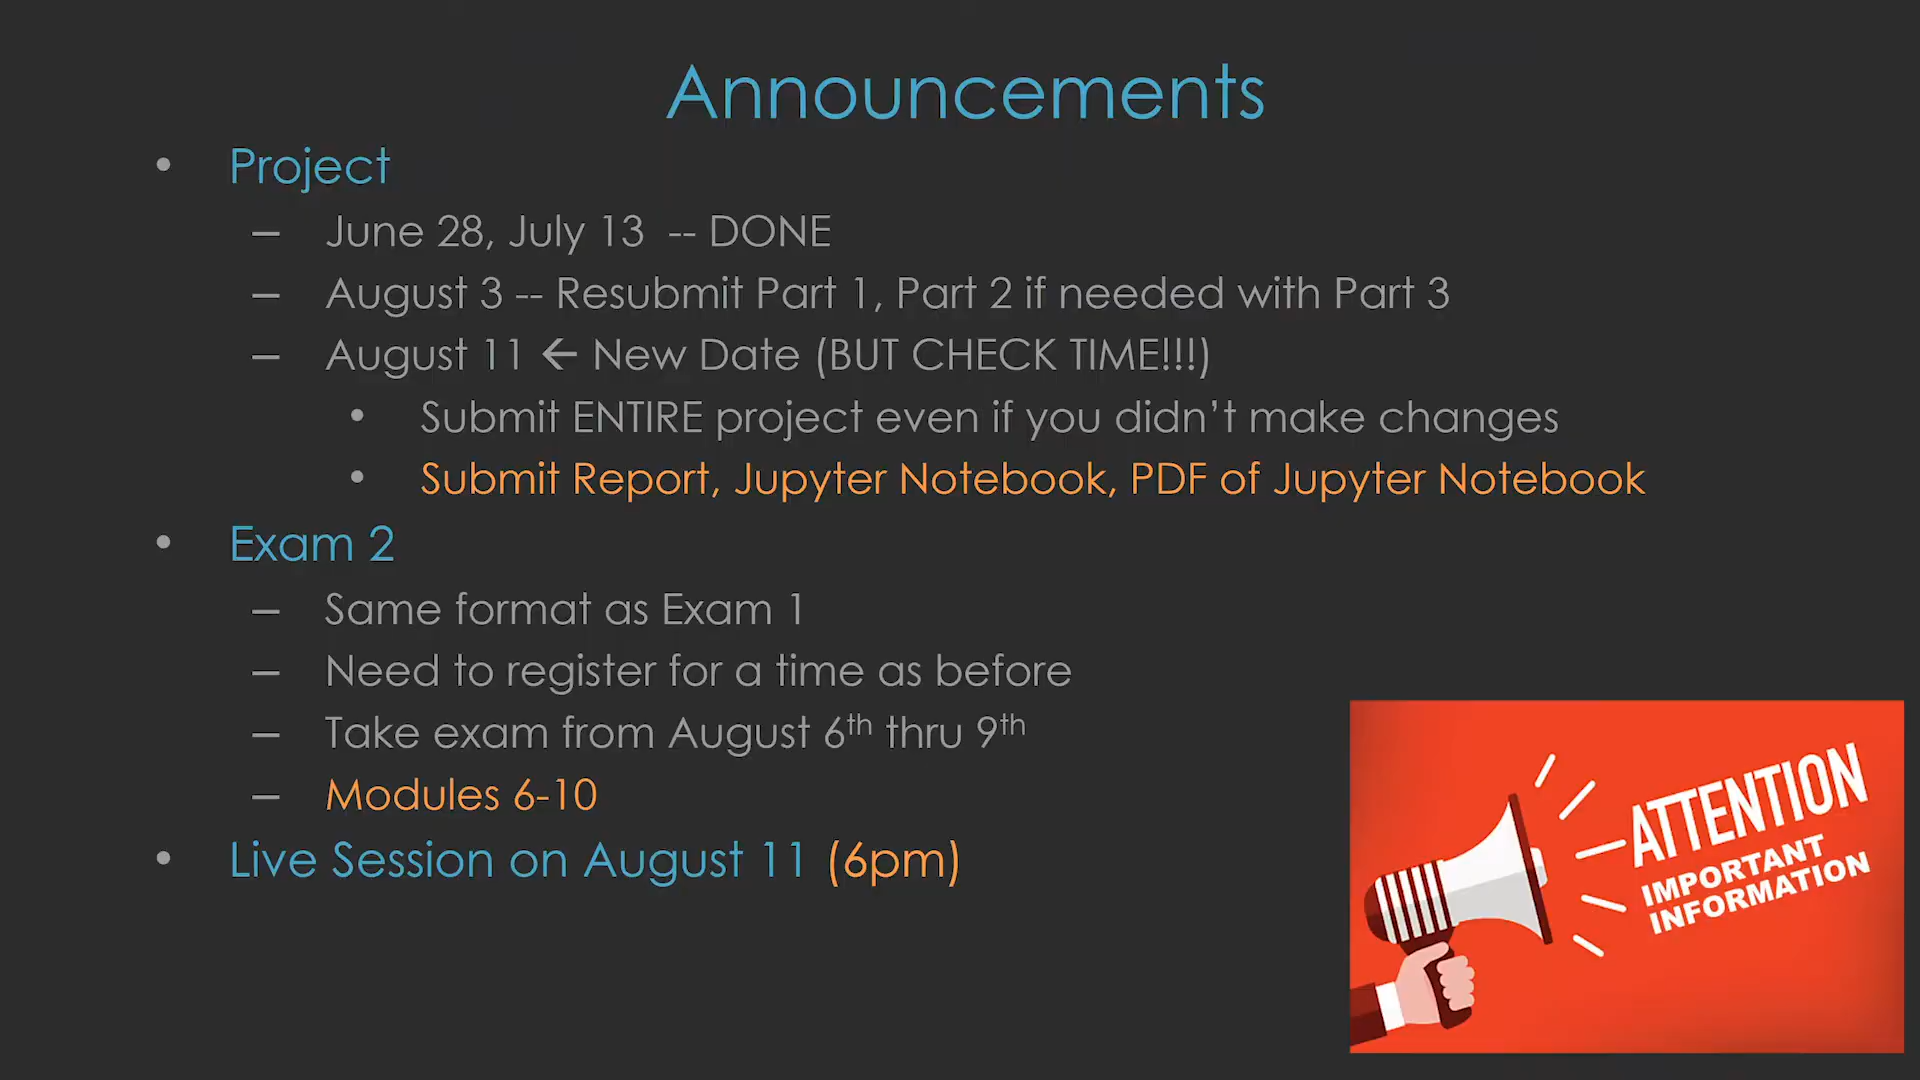 Announcements
• Project
– June 28, July 13 -- DONE
– August 3 -- Resubmit Part 1, Part 2 if needed with Part 3
– August 11 ← New Date (BUT CHECK TIME!!!)
• Submit ENTIRE project even if you didn’t make changes
• Submit Report, Jupyter Notebook, PDF of Jupyter Notebook
• Exam 2
– Same format as Exam 1
– Need to register for a time as before
– Take exam from August 6th thru 9th
– Modules 6-10
• Live Session on August 11 (6pm)
ATTENTION
IMPORTANT
INFORMATION